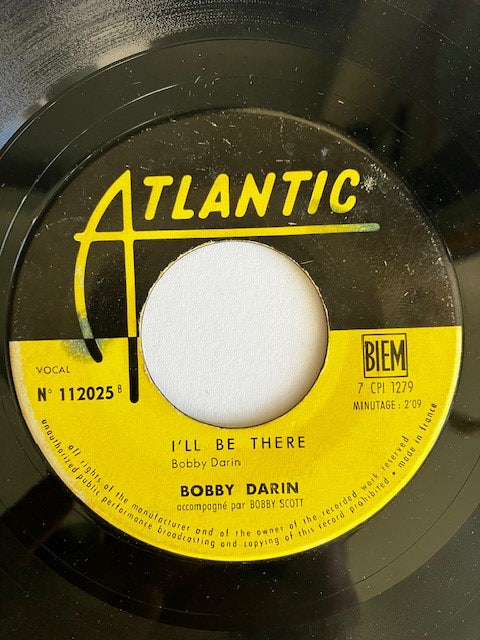 ATLANTIC
VOCAL
N° 112025 B
BIEM
7 CPI 1279
MINUTAGE : 2'09
I'LL BE THERE
Bobby Darin
BOBBY DARIN
accompagné par BOBBY SCOTT
all rights of the manufacturer and of the owner of the recorded work reserved
unauthorized public performance broadcasting and copying of this record prohibited • made in france